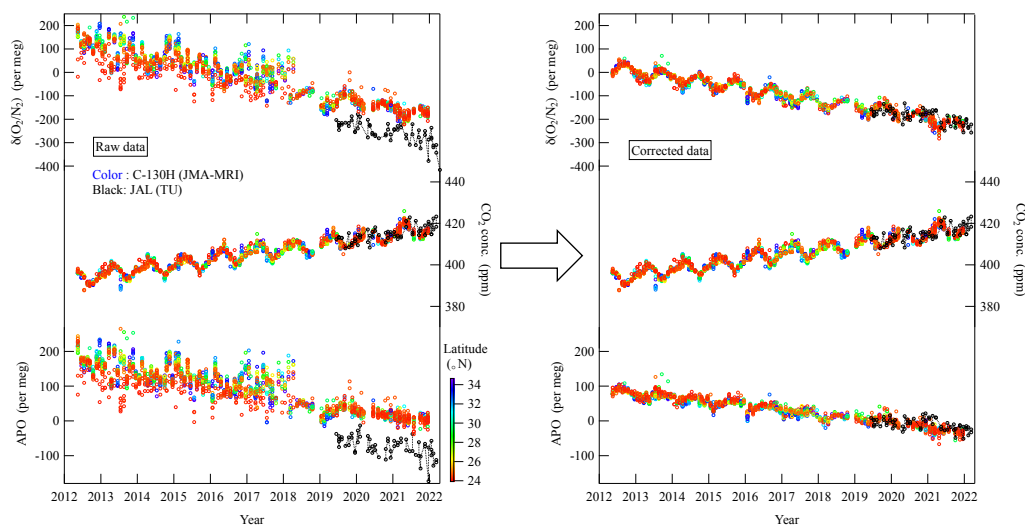 200
100
0
-100
-200
-300
-400
δ(O₂/N₂) (per meg)
Raw data
Color : C-130H (JMA-MRI)
Black: JAL (TU)
440
420
400
380
CO₂ conc. (ppm)
200
100
0
-100
APO (per meg)
Latitude
(°N)
34
32
30
28
26
24
2012 2013 2014 2015 2016 2017 2018 2019 2020 2021 2022
Year
200
100
0
-100
-200
-300
-400
δ(O₂/N₂) (per meg)
Corrected data
440
420
400
380
CO₂ conc. (ppm)
200
100
0
-100
APO (per meg)
2012 2013 2014 2015 2016 2017 2018 2019 2020 2021 2022
Year